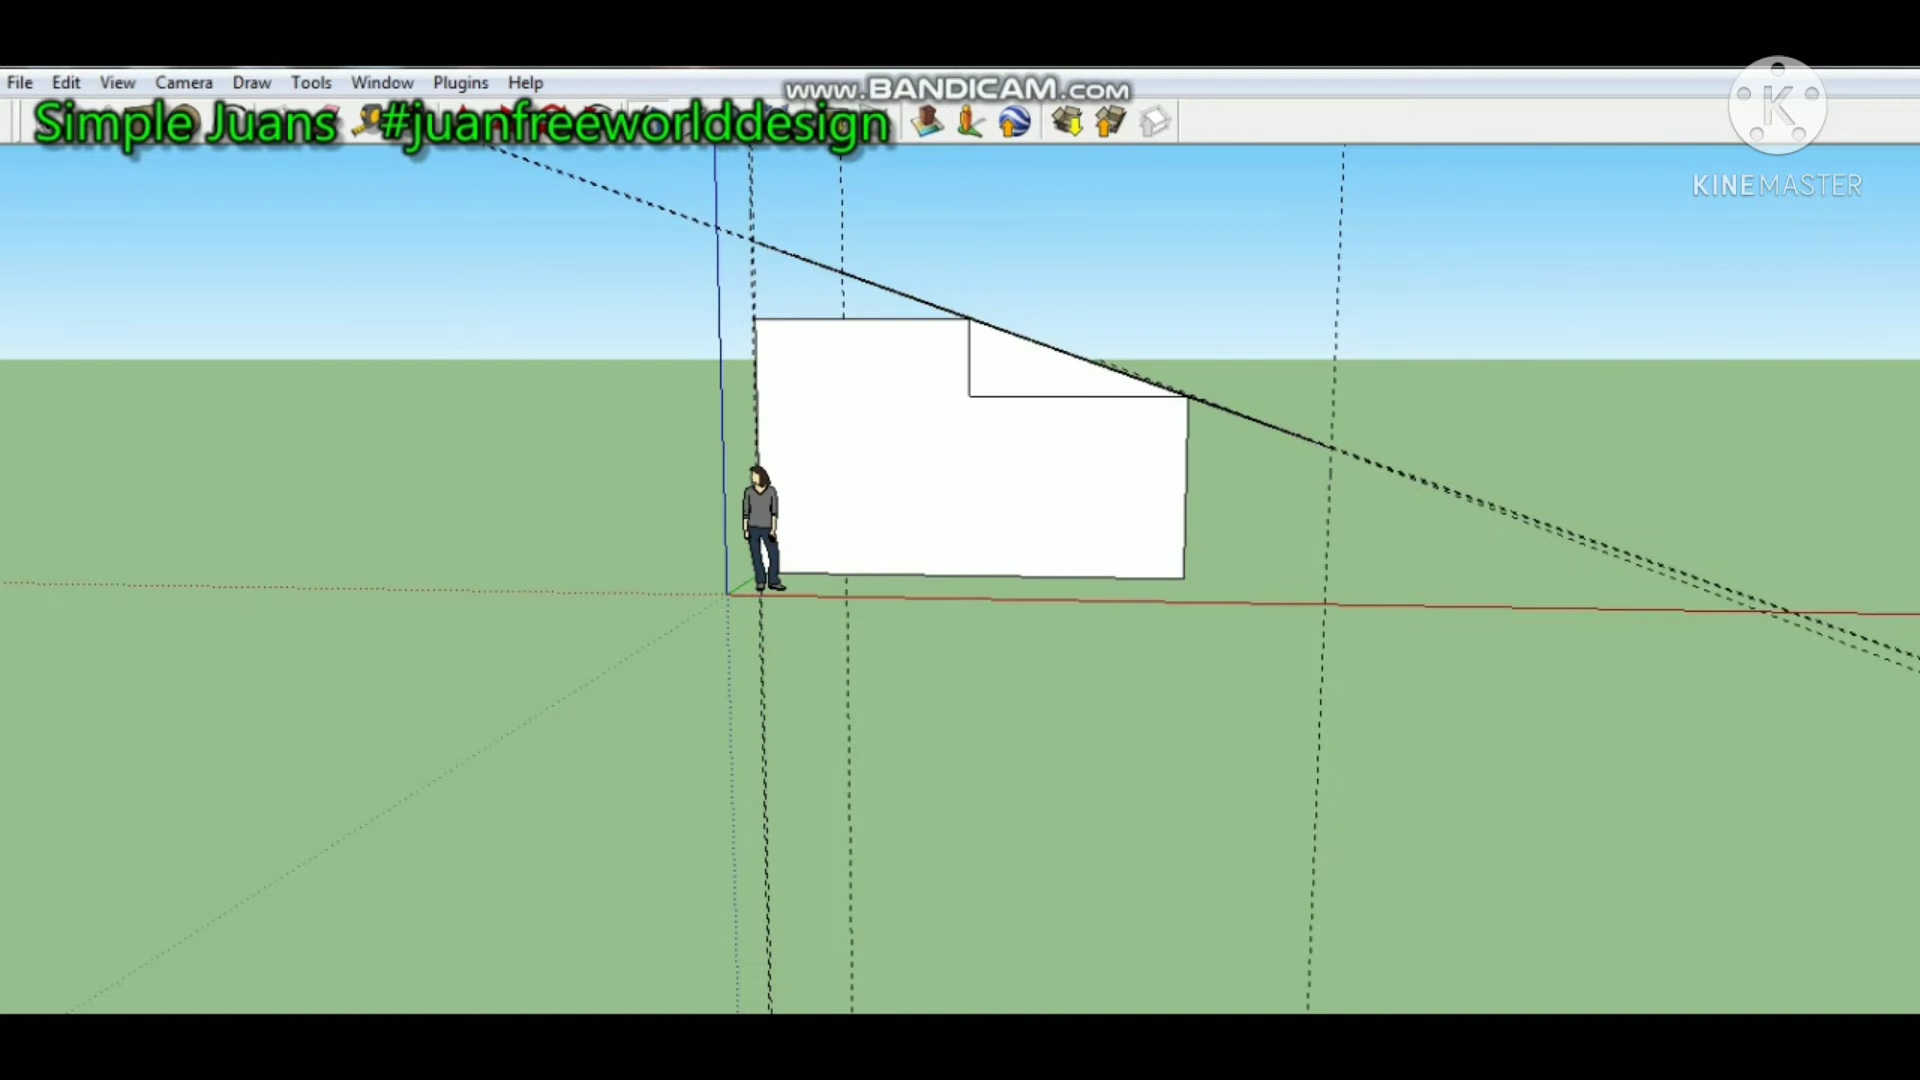 File Edit View Camera Draw Tools Window Plugins Help
www.BANDICAM.com
Simple Juans #juanfreeworlddesign
K
KINEMASTER